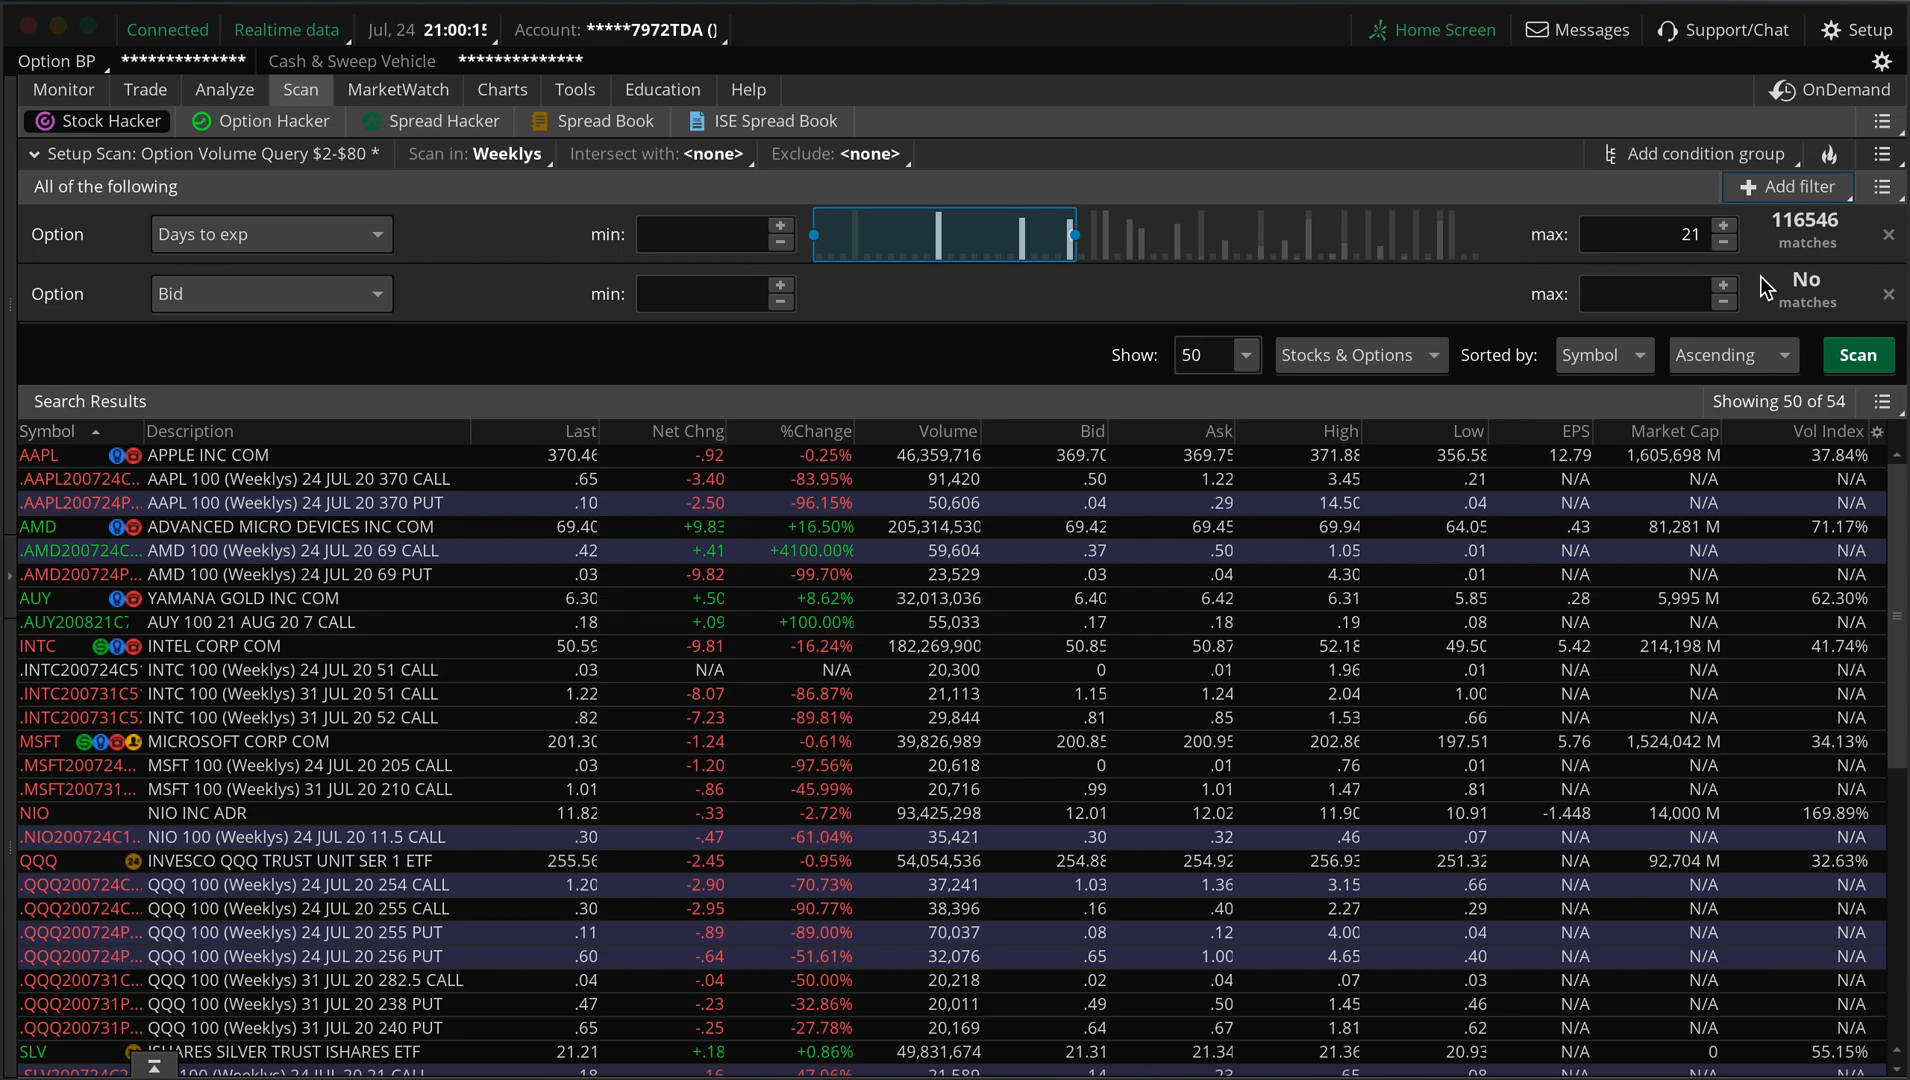 Connected Realtime data Jul, 24 21:00:15 Account: *****7972TDA () Home Screen Messages Support/Chat Setup
Option BP ************** Cash & Sweep Vehicle **************
Monitor Trade Analyze Scan MarketWatch Charts Tools Education Help OnDemand
Stock Hacker Option Hacker Spread Hacker Spread Book ISE Spread Book
Setup Scan: Option Volume Query $2-$80 * Scan in: Weeklys Intersect with: <none> Exclude: <none> Add condition group
All of the following + Add filter
Option Days to exp min: max: 21 116546 matches
Option Bid min: max: No matches
Show: 50 Stocks & Options Sorted by: Symbol Ascending Scan
Search Results Showing 50 of 54
Symbol Description Last Net Chng %Change Volume Bid Ask High Low EPS Market Cap Vol Index
AAPL APPLE INC COM 370.46 -.92 -0.25% 46,359,716 369.70 369.75 371.88 356.58 12.79 1,605,698 M 37.84%
.AAPL200724C... AAPL 100 (Weeklys) 24 JUL 20 370 CALL .65 -3.40 -83.95% 91,420 .50 1.22 3.45 .21 N/A N/A N/A
.AAPL200724P... AAPL 100 (Weeklys) 24 JUL 20 370 PUT .10 -2.50 -96.15% 50,606 .04 .29 14.50 .04 N/A N/A N/A
AMD ADVANCED MICRO DEVICES INC COM 69.40 +9.83 +16.50% 205,314,530 69.42 69.45 69.94 64.05 .43 81,281 M 71.17%
.AMD200724C... AMD 100 (Weeklys) 24 JUL 20 69 CALL .42 +.41 +4100.00% 59,604 .37 .50 1.05 .01 N/A N/A N/A
.AMD200724P... AMD 100 (Weeklys) 24 JUL 20 69 PUT .03 -9.82 -99.70% 23,529 .03 .04 4.30 .01 N/A N/A N/A
AUY YAMANA GOLD INC COM 6.30 +.50 +8.62% 32,013,036 6.40 6.42 6.31 5.85 .28 5,995 M 62.30%
.AUY200821C7 AUY 100 21 AUG 20 7 CALL .18 +.09 +100.00% 55,033 .17 .18 .19 .08 N/A N/A N/A
INTC INTEL CORP COM 50.59 -9.81 -16.24% 182,269,900 50.85 50.87 52.18 49.50 5.42 214,198 M 41.74%
.INTC200724C5 INTC 100 (Weeklys) 24 JUL 20 51 CALL .03 N/A N/A 20,300 0 .01 1.96 .01 N/A N/A N/A
.INTC200731C5 INTC 100 (Weeklys) 31 JUL 20 51 CALL 1.22 -8.07 -86.87% 21,113 1.15 1.24 2.04 1.00 N/A N/A N/A
.INTC200731C5 INTC 100 (Weeklys) 31 JUL 20 52 CALL .82 -7.23 -89.81% 29,844 .81 .85 1.53 .66 N/A N/A N/A
MSFT MICROSOFT CORP COM 201.30 -1.24 -0.61% 39,826,989 200.85 200.95 202.86 197.51 5.76 1,524,042 M 34.13%
.MSFT200724... MSFT 100 (Weeklys) 24 JUL 20 205 CALL .03 -1.20 -97.56% 20,618 0 .01 .76 .01 N/A N/A N/A
.MSFT200731... MSFT 100 (Weeklys) 31 JUL 20 210 CALL 1.01 -.86 -45.99% 20,716 .99 1.01 1.47 .81 N/A N/A N/A
NIO NIO INC ADR 11.82 -.33 -2.72% 93,425,298 12.01 12.02 11.90 10.91 -1.448 14,000 M 169.89%
.NIO200724C1... NIO 100 (Weeklys) 24 JUL 20 11.5 CALL .30 -.47 -61.04% 35,421 .30 .32 .46 .07 N/A N/A N/A
QQQ INVESCO QQQ TRUST UNIT SER 1 ETF 255.56 -2.45 -0.95% 54,054,536 254.88 254.92 256.93 251.32 N/A 92,704 M 32.63%
.QQQ200724C... QQQ 100 (Weeklys) 24 JUL 20 254 CALL 1.20 -2.90 -70.73% 37,241 1.03 1.36 3.15 .66 N/A N/A N/A
.QQQ200724C... QQQ 100 (Weeklys) 24 JUL 20 255 CALL .30 -2.95 -90.77% 38,396 .16 .40 2.27 .29 N/A N/A N/A
.QQQ200724P... QQQ 100 (Weeklys) 24 JUL 20 255 PUT .11 -.89 -89.00% 70,037 .08 .12 4.00 .04 N/A N/A N/A
.QQQ200724P... QQQ 100 (Weeklys) 24 JUL 20 256 PUT .60 -.64 -51.61% 32,076 .65 1.00 4.65 .40 N/A N/A N/A
.QQQ200731C... QQQ 100 (Weeklys) 31 JUL 20 282.5 CALL .04 -.04 -50.00% 20,218 .02 .04 .07 .03 N/A N/A N/A
.QQQ200731P... QQQ 100 (Weeklys) 31 JUL 20 238 PUT .47 -.23 -32.86% 20,011 .49 .50 1.45 .46 N/A N/A N/A
.QQQ200731P... QQQ 100 (Weeklys) 31 JUL 20 240 PUT .65 -.25 -27.78% 20,169 .64 .67 1.81 .62 N/A N/A N/A
SLV ISHARES SILVER TRUST ISHARES ETF 21.21 +.18 +0.86% 49,831,674 21.31 21.34 21.36 20.93 N/A 0 55.15%